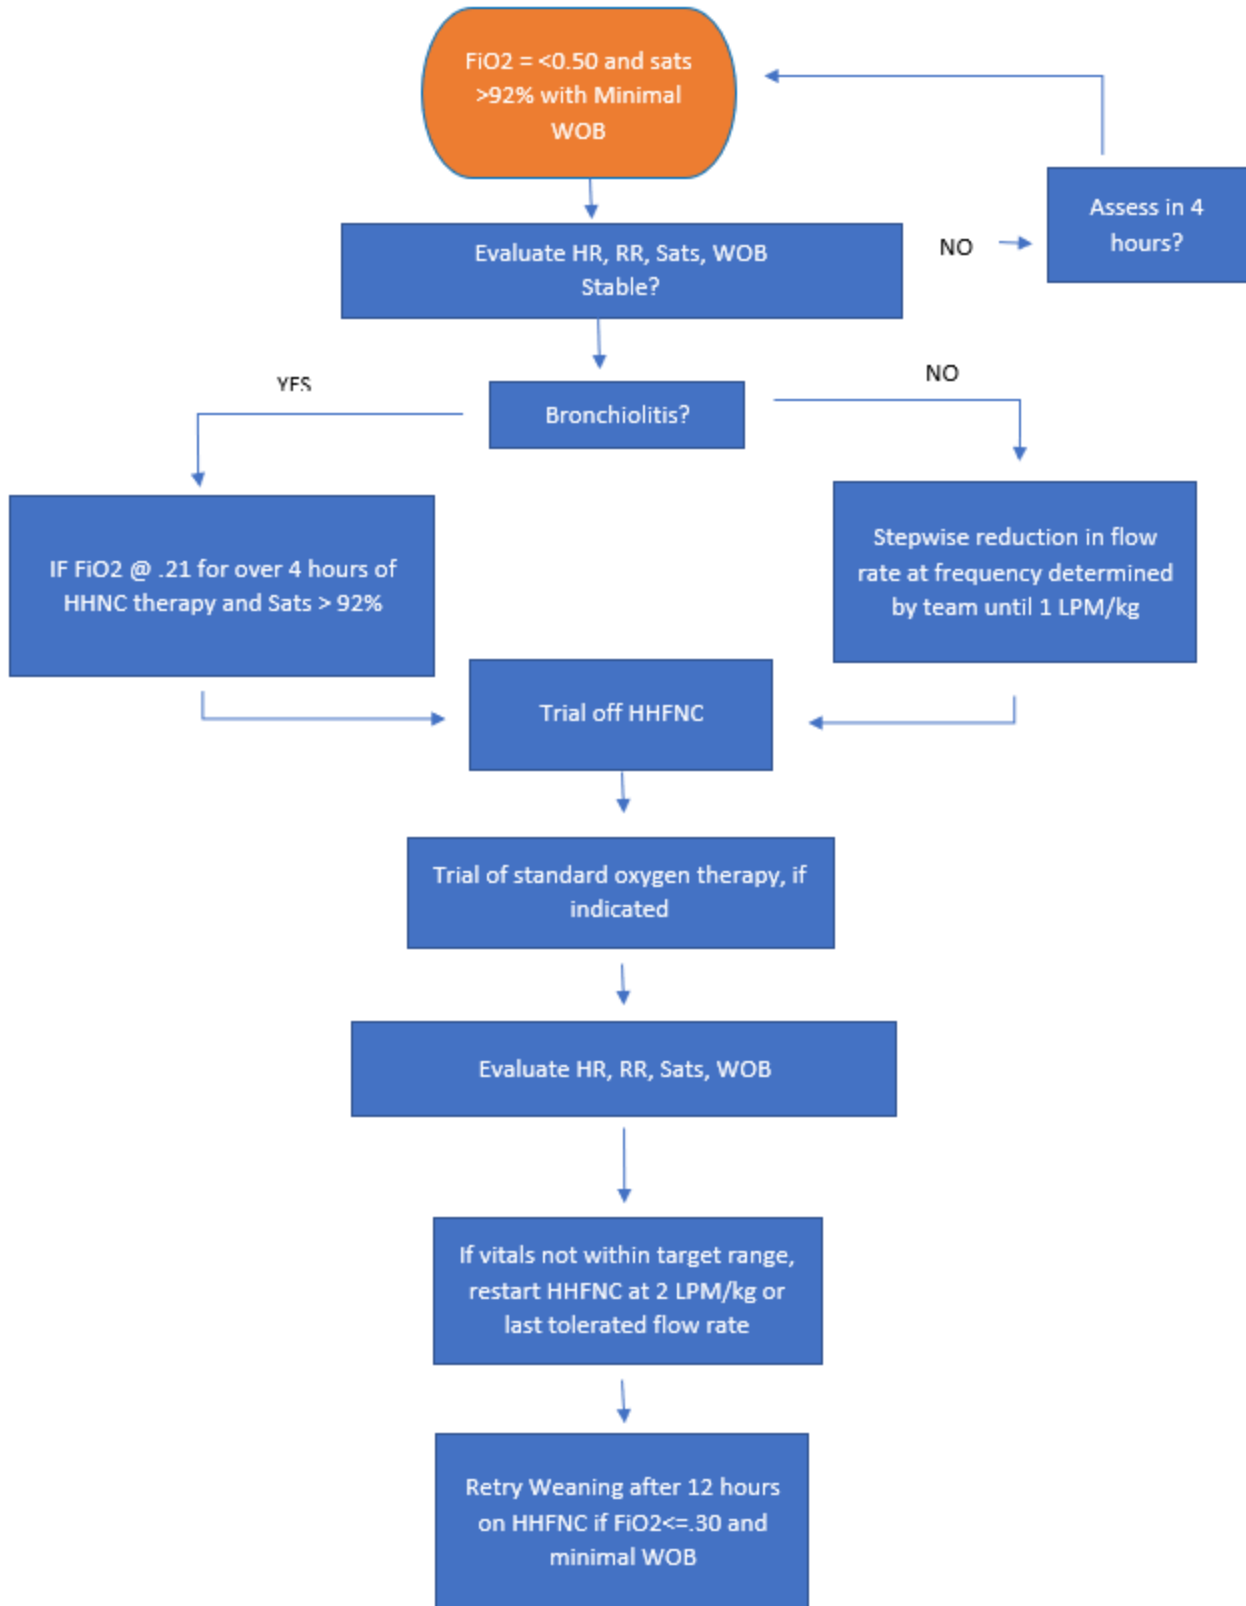 FiO2 = <0.50 and sats
>92% with Minimal
WOB
Evaluate HR, RR, Sats, WOB
Stable?
NO
Assess in 4
hours?
YES
Bronchiolitis?
NO
IF FiO2 @ .21 for over 4 hours of
HHNC therapy and Sats > 92%
Stepwise reduction in flow
rate at frequency determined
by team until 1 LPM/kg
Trial off HHFNC
Trial of standard oxygen therapy, if
indicated
Evaluate HR, RR, Sats, WOB
If vitals not within target range,
restart HHFNC at 2 LPM/kg or
last tolerated flow rate
Retry Weaning after 12 hours
on HHFNC if FiO2<=.30 and
minimal WOB